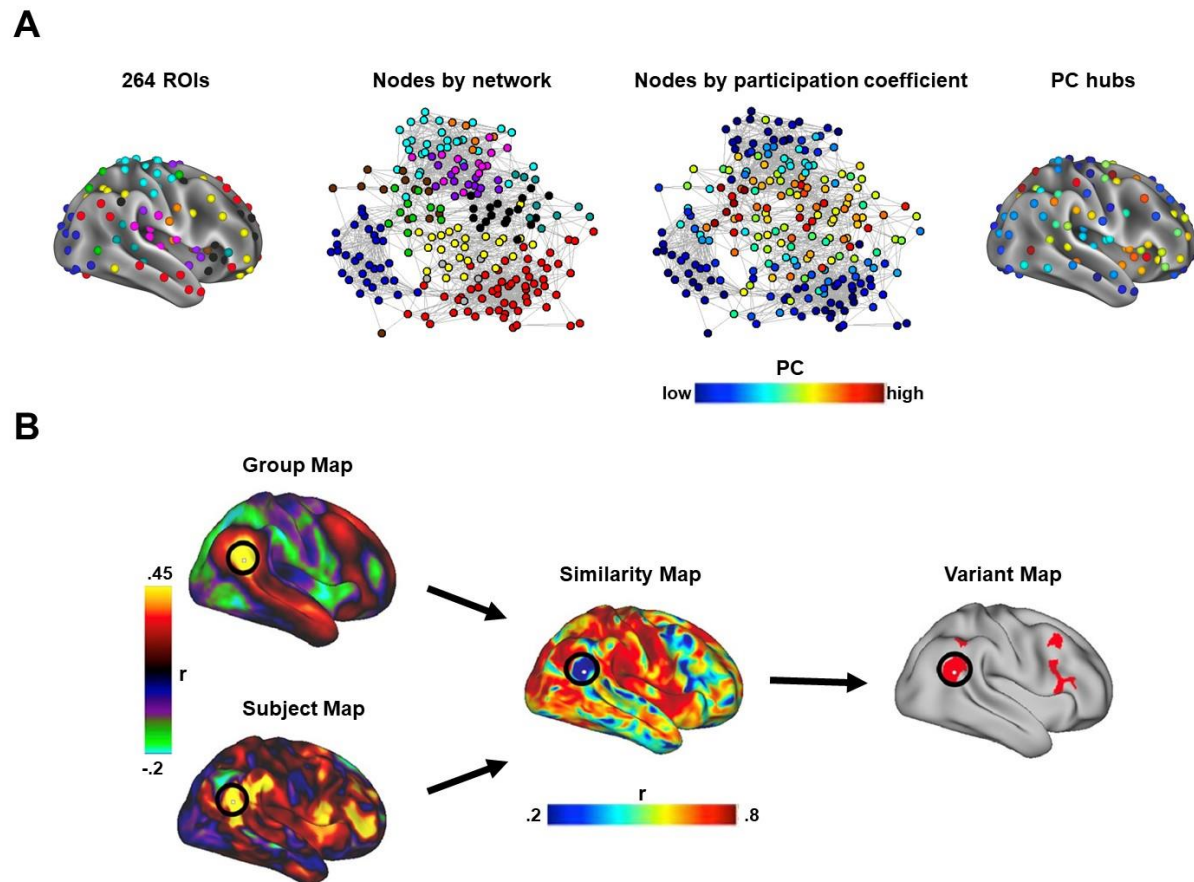 A
264 ROIs
Nodes by network
Nodes by participation coefficient
PC hubs
PC
low
high
B
Group Map
.45
r
-.2
Subject Map
Similarity Map
r
.2
.8
Variant Map